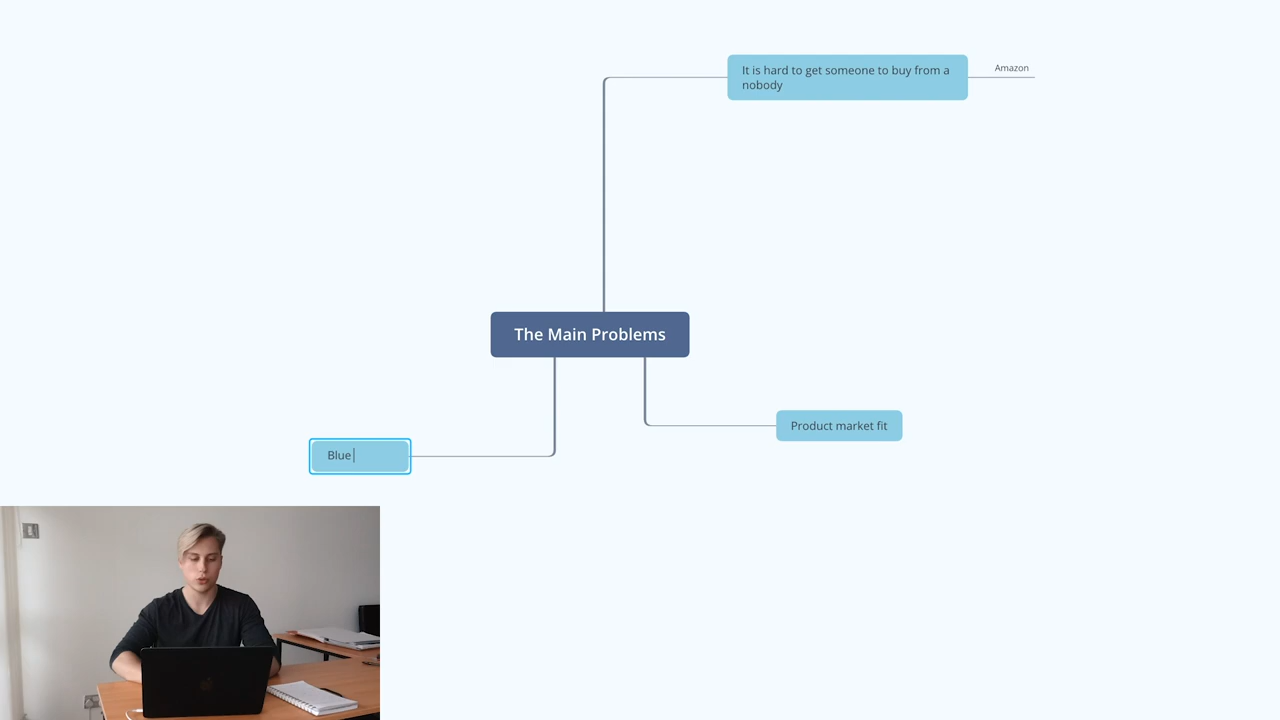 It is hard to get someone to buy from a
nobody
Amazon
The Main Problems
Product market fit
Blue